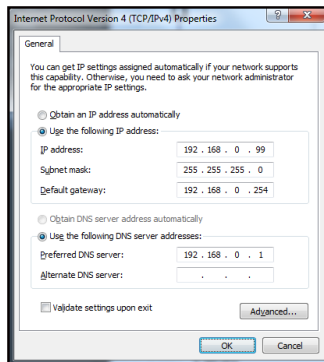 Internet Protocol Version 4 (TCP/IPv4) Properties
General
You can get IP settings assigned automatically if your network supports
this capability. Otherwise, you need to ask your network administrator
for the appropriate IP settings.
Obtain an IP address automatically
Use the following IP address:
IP address: 192 . 168 . 0 . 99
Subnet mask: 255 . 255 . 255 . 0
Default gateway: 192 . 168 . 0 . 254
Obtain DNS server address automatically
Use the following DNS server addresses:
Preferred DNS server: 192 . 168 . 0 . 1
Alternate DNS server: . . .
Validate settings upon exit
Advanced...
OK Cancel